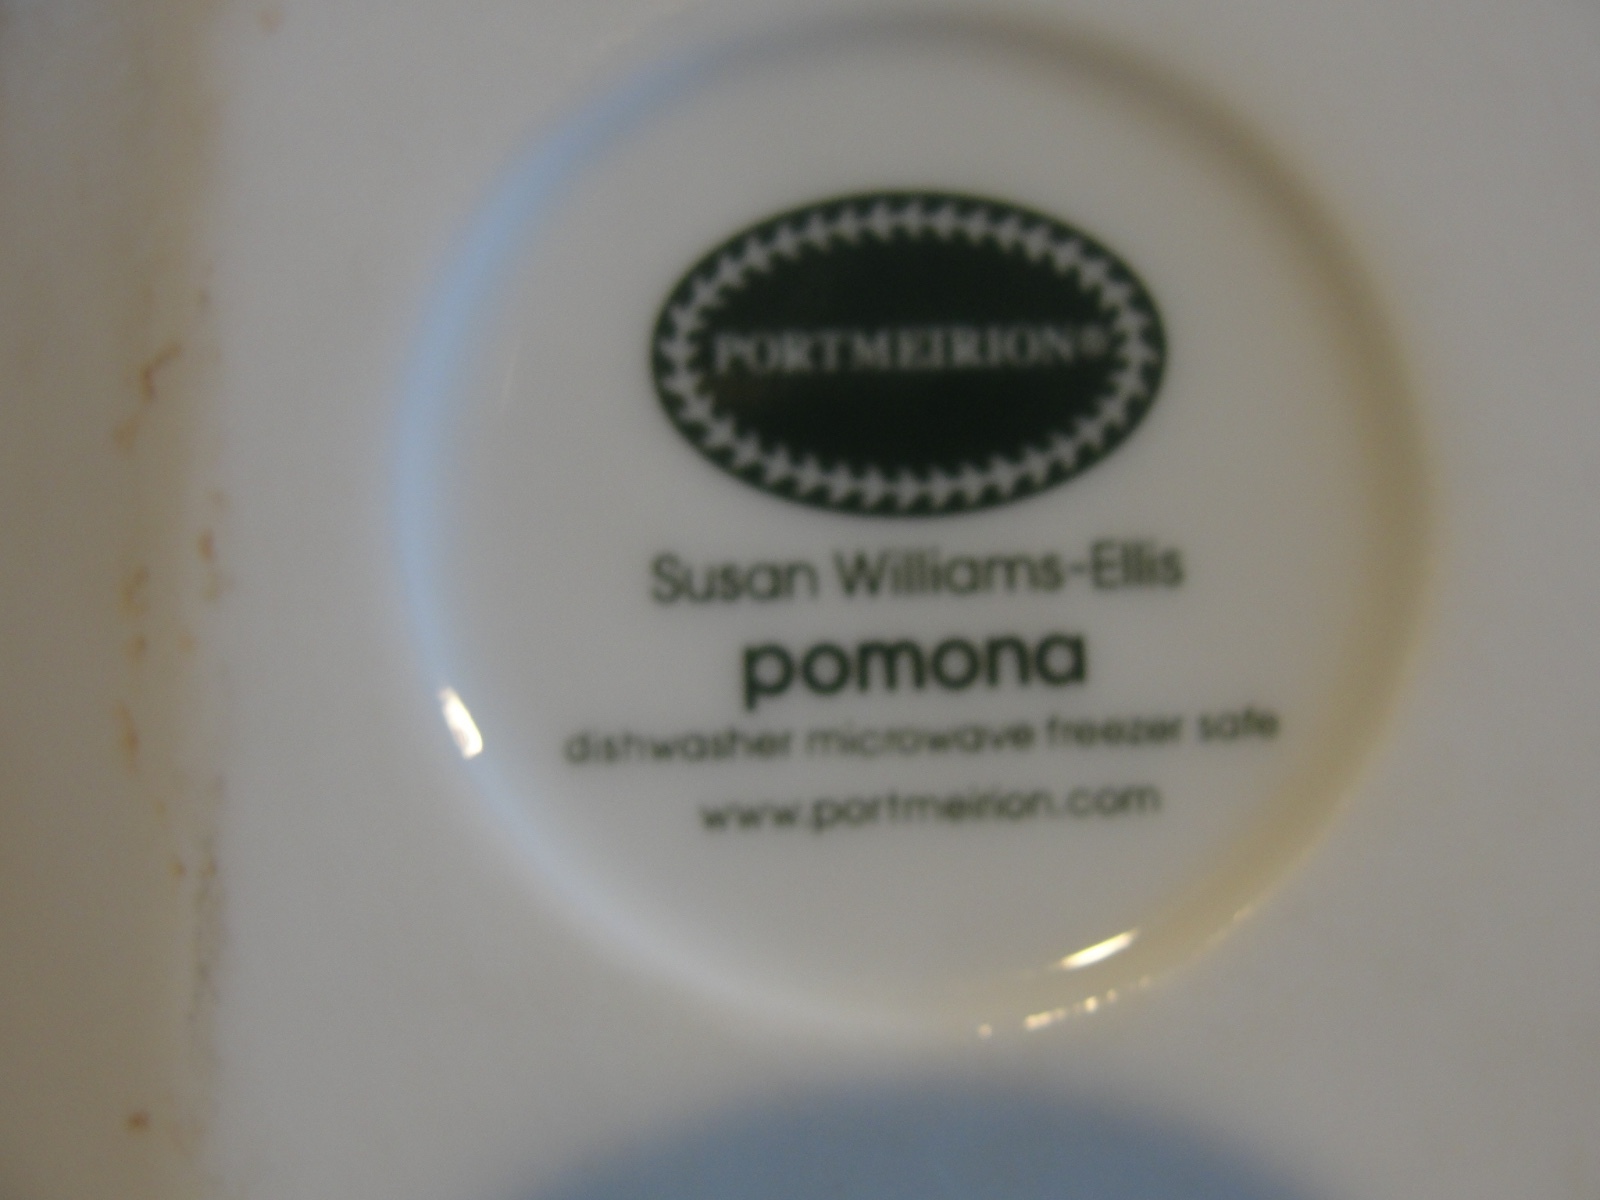 PORTMEIRION®
Susan Williams-Ellis
pomona
dishwasher microwave freezer safe
www.portmeirion.com